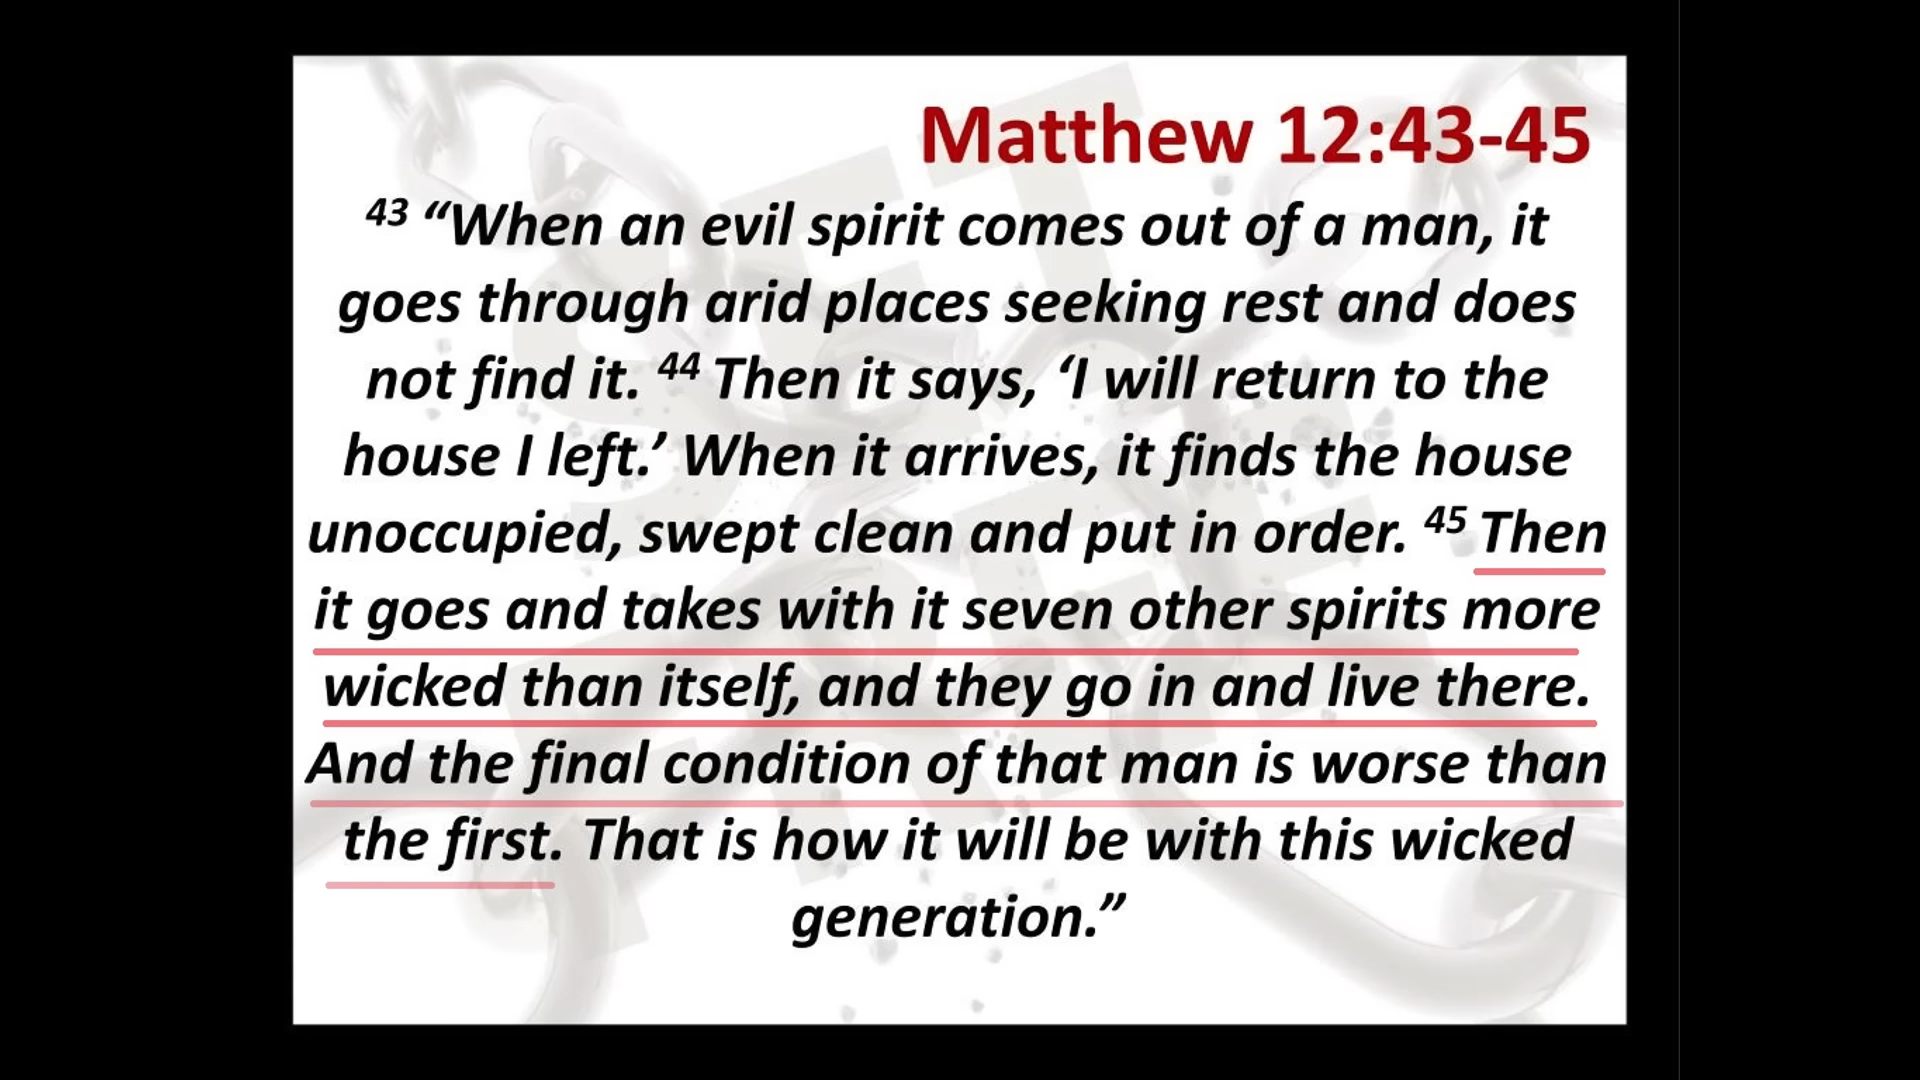 Matthew 12:43-45
43 “When an evil spirit comes out of a man, it
goes through arid places seeking rest and does
not find it. 44 Then it says, ‘I will return to the
house I left.’ When it arrives, it finds the house
unoccupied, swept clean and put in order. 45 Then
it goes and takes with it seven other spirits more
wicked than itself, and they go in and live there.
And the final condition of that man is worse than
the first. That is how it will be with this wicked
generation.”